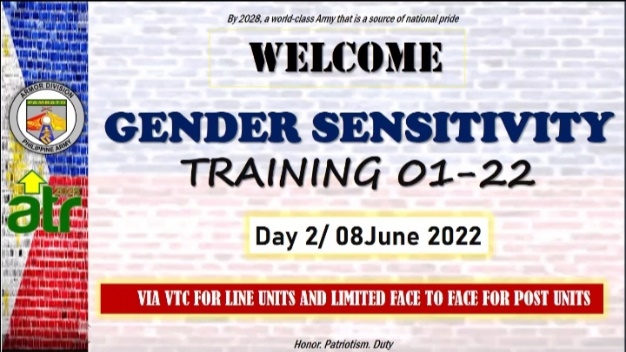 By 2028, a world-class Army that is a source of national pride
WELCOME
GENDER SENSITIVITY
TRAINING 01-22
ARMOR DIVISION
PHILIPPINE ARMY
atr
Day 2/ 08June 2022
VIA VTC FOR LINE UNITS AND LIMITED FACE TO FACE FOR POST UNITS
Honor. Patriotism. Duty